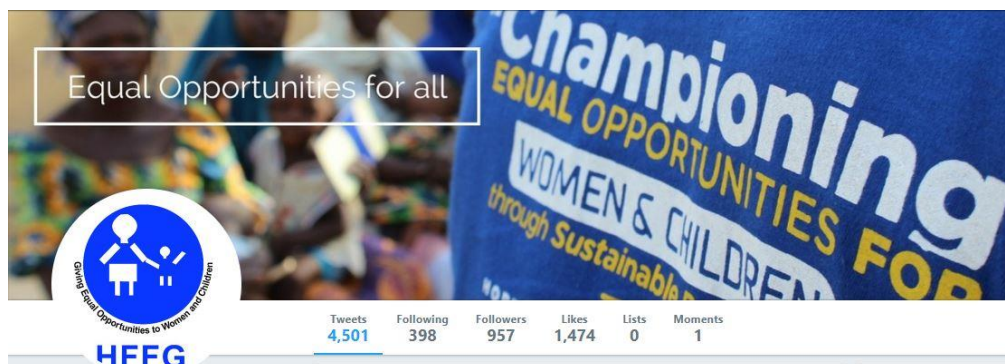 Equal Opportunities for all
Championing
EQUAL OPPORTUNITIES FOR
WOMEN & CHILDREN
through Sustainable
Giving Equal Opportunities to Women and Children
HFFG
Tweets Following Followers Likes Lists Moments
4,501 398 957 1,474 0 1